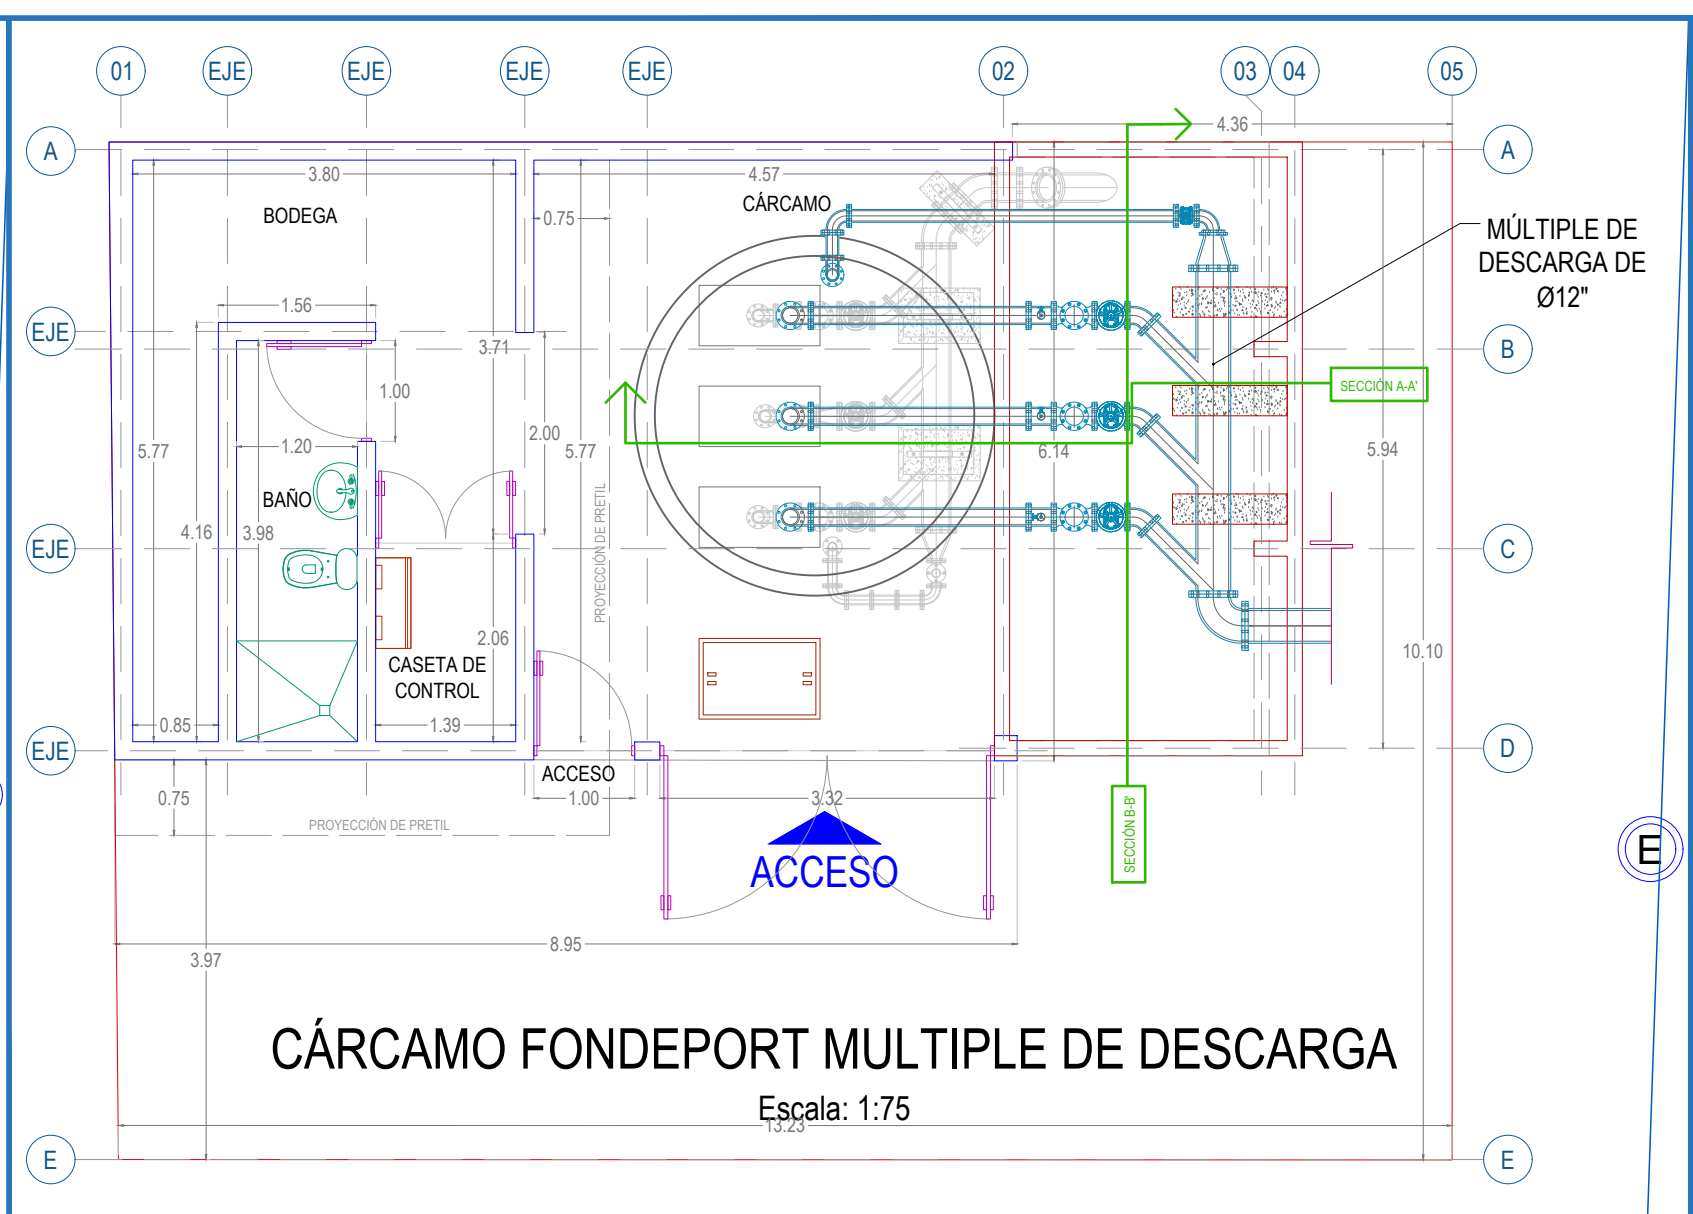 01
EJE
EJE
EJE
EJE
02
03
04
05
4.36
A
A
3.80
4.57
CÁRCAMO
BODEGA
0.75
MÚLTIPLE DE
DESCARGA DE
Ø12"
1.56
EJE
3.71
B
1.00
SECCIÓN A-A'
2.00
5.77
1.20
5.77
6.14
5.94
BAÑO
4.16
3.98
EJE
C
PROYECCIÓN DE PRETIL
2.06
10.10
CASETA DE
CONTROL
0.85
1.39
EJE
D
ACCESO
0.75
1.00
3.32
PROYECCIÓN DE PRETIL
SECCIÓN B-B'
E
ACCESO
8.95
3.97
CÁRCAMO FONDEPORT MULTIPLE DE DESCARGA
Escala: 1:75
13.23
E
E